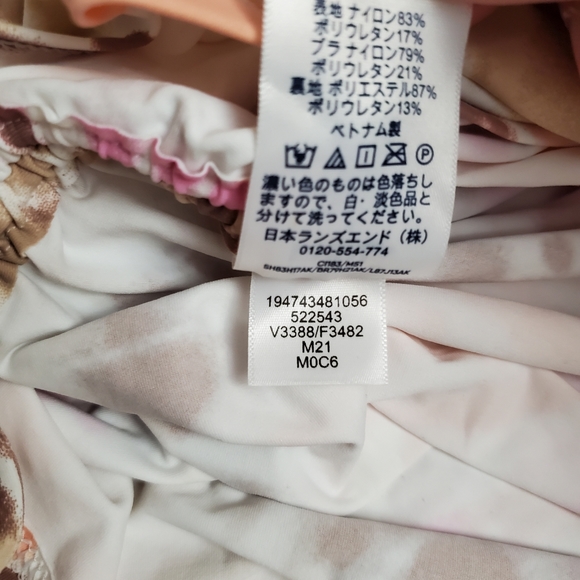 表地 ナイロン83%
ポリウレタン17%
ブラ ナイロン79%
ポリウレタン21%
裏地 ポリエステル87%
ポリウレタン13%
ベトナム製
濃い色のものは色落ちし
ますので、白・淡色品と
分けて洗ってください。
日本ランズエンド(株)
0120-554-774
C1183/MS1
SH83H17AK/BR79H21AK/L87J13AK
194743481056
522543
V3388/F3482
M21
M0C6